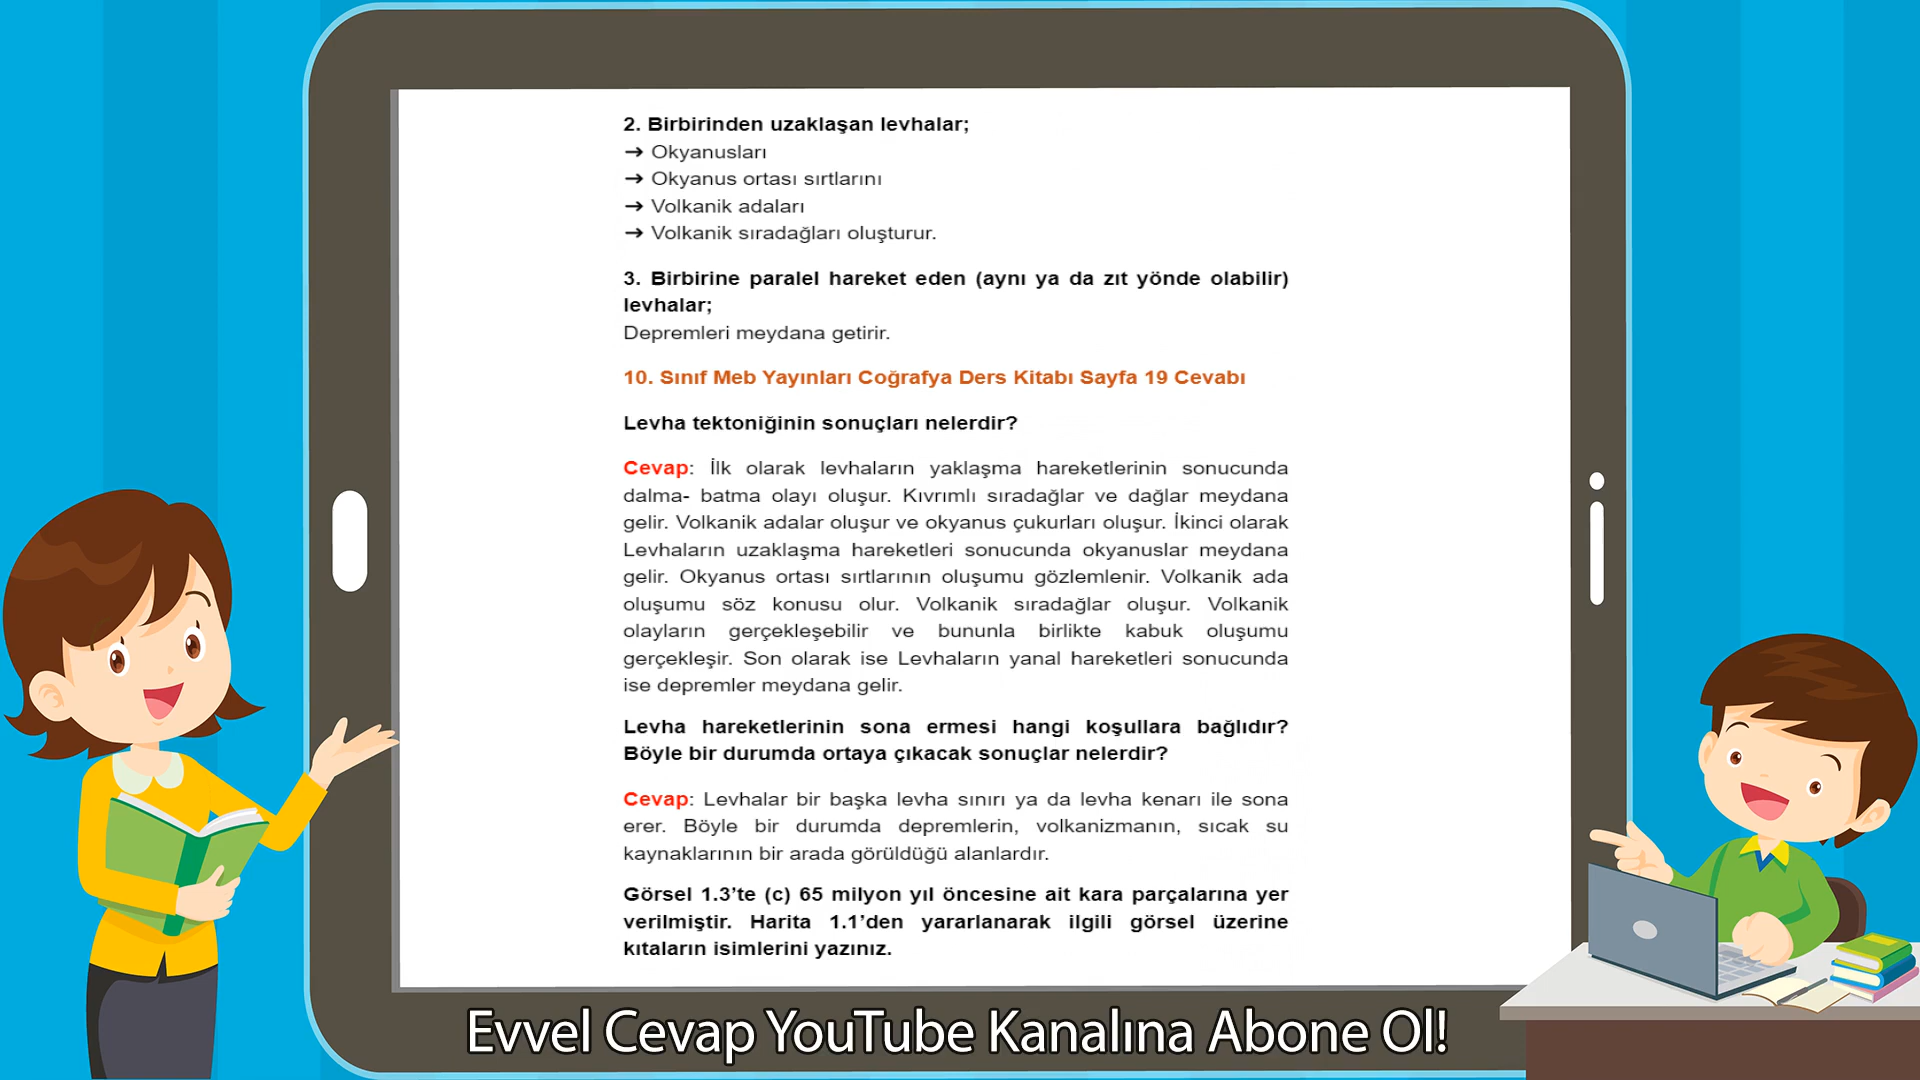 2. Birbirinden uzaklaşan levhalar;
➔ Okyanusları
➔ Okyanus ortası sırtlarını
➔ Volkanik adaları
➔ Volkanik sıradağları oluşturur.
3. Birbirine paralel hareket eden (aynı ya da zıt yönde olabilir)
levhalar;
Depremleri meydana getirir.
10. Sınıf Meb Yayınları Coğrafya Ders Kitabı Sayfa 19 Cevabı
Levha tektoniğinin sonuçları nelerdir?
Cevap: İlk olarak levhaların yaklaşma hareketlerinin sonucunda
dalma- batma olayı oluşur. Kıvrımlı sıradağlar ve dağlar meydana
gelir. Volkanik adalar oluşur ve okyanus çukurları oluşur. İkinci olarak
Levhaların uzaklaşma hareketleri sonucunda okyanuslar meydana
gelir. Okyanus ortası sırtlarının oluşumu gözlemlenir. Volkanik ada
oluşumu söz konusu olur. Volkanik sıradağlar oluşur. Volkanik
olayların gerçekleşebilir ve bununla birlikte kabuk oluşumu
gerçekleşir. Son olarak ise Levhaların yanal hareketleri sonucunda
ise depremler meydana gelir.
Levha hareketlerinin sona ermesi hangi koşullara bağlıdır?
Böyle bir durumda ortaya çıkacak sonuçlar nelerdir?
Cevap: Levhalar bir başka levha sınırı ya da levha kenarı ile sona
erer. Böyle bir durumda depremlerin, volkanizmanın, sıcak su
kaynaklarının bir arada görüldüğü alanlardır.
Görsel 1.3’te (c) 65 milyon yıl öncesine ait kara parçalarına yer
verilmiştir. Harita 1.1’den yararlanarak ilgili görsel üzerine
kıtaların isimlerini yazınız.
Evvel Cevap YouTube Kanalına Abone Ol!